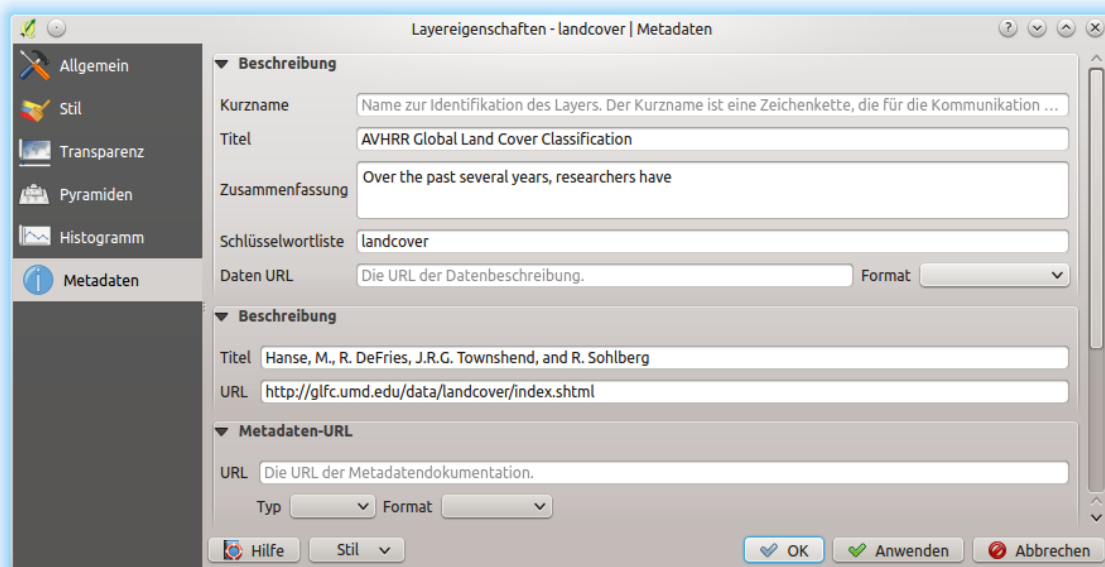 Layereigenschaften - landcover | Metadaten
Allgemein
Stil
Transparenz
Pyramiden
Histogramm
Metadaten
Beschreibung
Kurzname Name zur Identifikation des Layers. Der Kurzname ist eine Zeichenkette, die für die Kommunikation ...
Titel AVHRR Global Land Cover Classification
Zusammenfassung Over the past several years, researchers have
Schlüsselwortliste landcover
Daten URL Die URL der Datenbeschreibung. Format
Beschreibung
Titel Hanse, M., R. DeFries, J.R.G. Townshend, and R. Sohlberg
URL http://glfc.umd.edu/data/landcover/index.shtml
Metadaten-URL
URL Die URL der Metadatendokumentation.
Typ Format
Hilfe Stil OK Anwenden Abbrechen